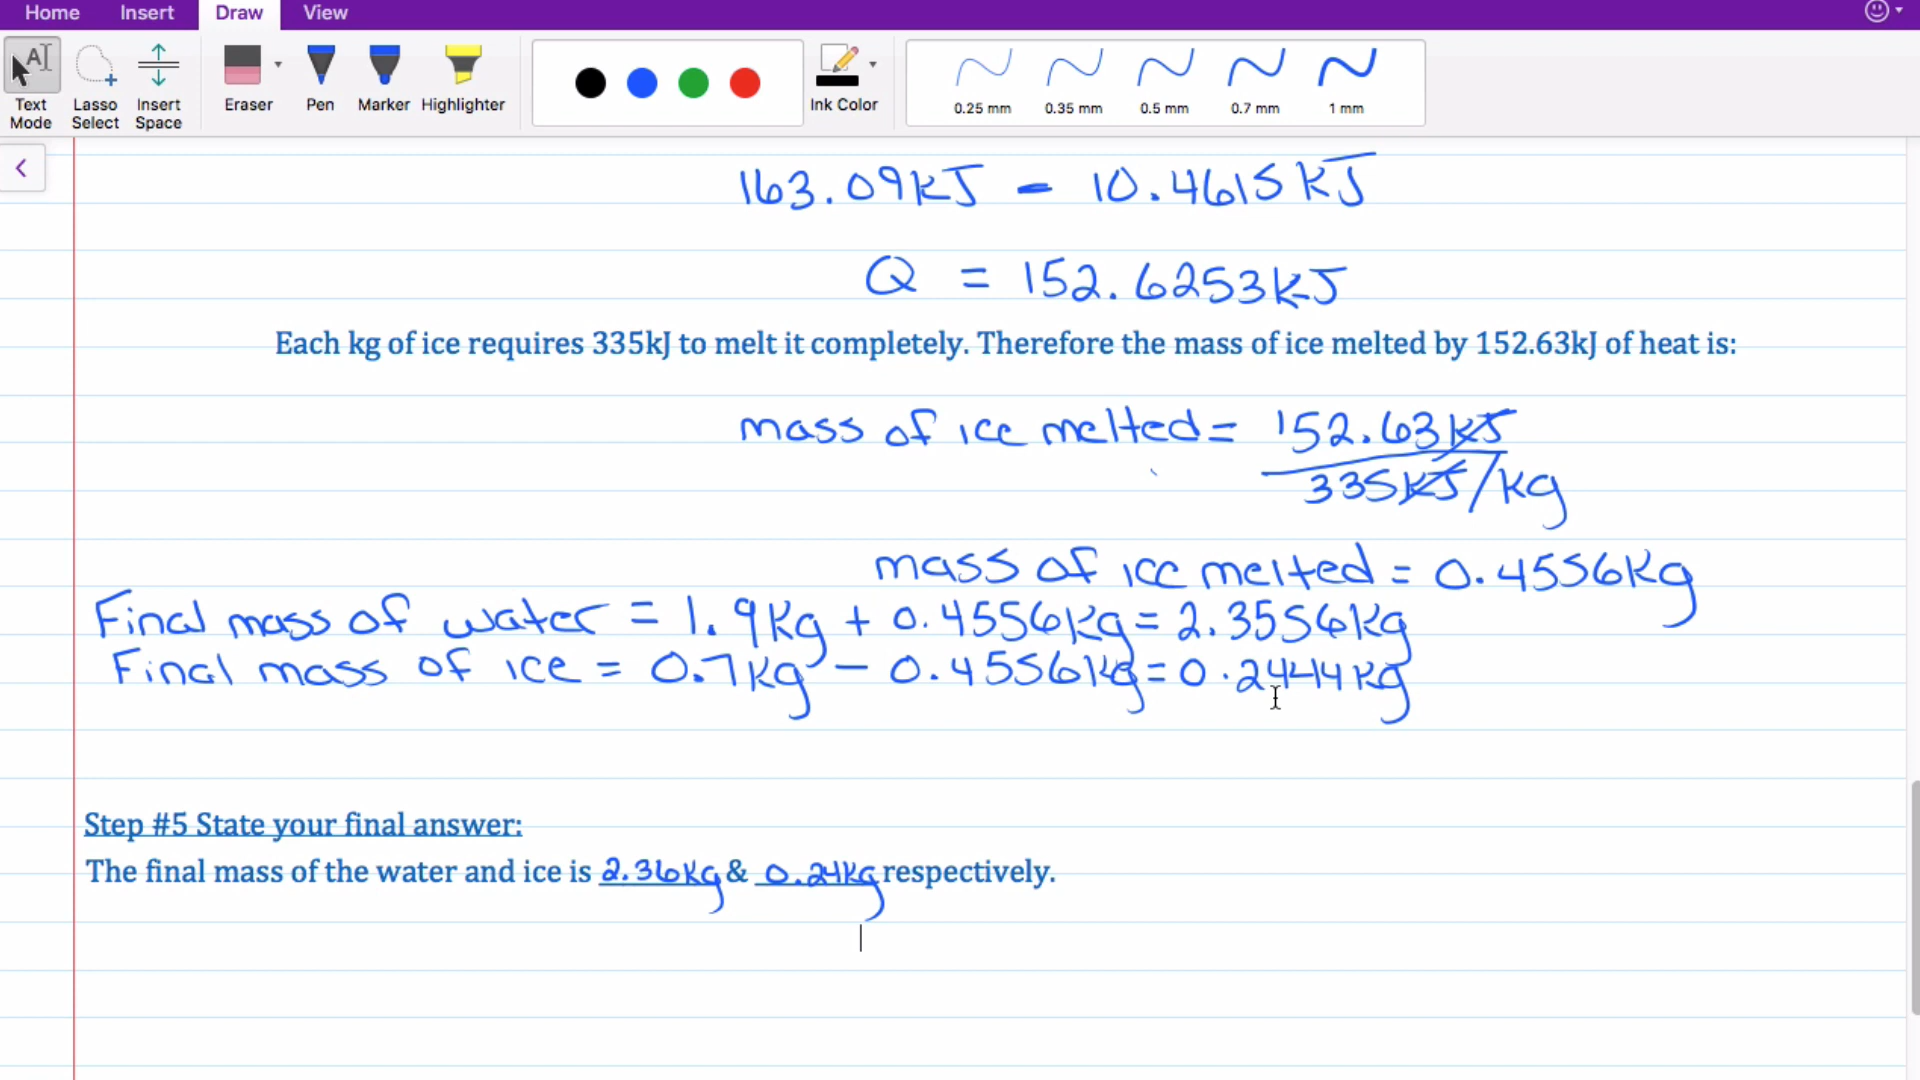 Home Insert Draw View
Text Mode Lasso Select Insert Space Eraser Pen Marker Highlighter Ink Color 0.25 mm 0.35 mm 0.5 mm 0.7 mm 1 mm
163.09kJ - 10.4615kJ
Q = 152.6253kJ
Each kg of ice requires 335kJ to melt it completely. Therefore the mass of ice melted by 152.63kJ of heat is:
mass of ice melted = 152.63kJ
335kJ/kg
mass of ice melted = 0.4556kg
Final mass of water = 1.9kg + 0.4556kg = 2.3556kg
Final mass of ice = 0.7kg - 0.4556kg = 0.2444kg
Step #5 State your final answer:
The final mass of the water and ice is 2.36kg & 0.24kg respectively.